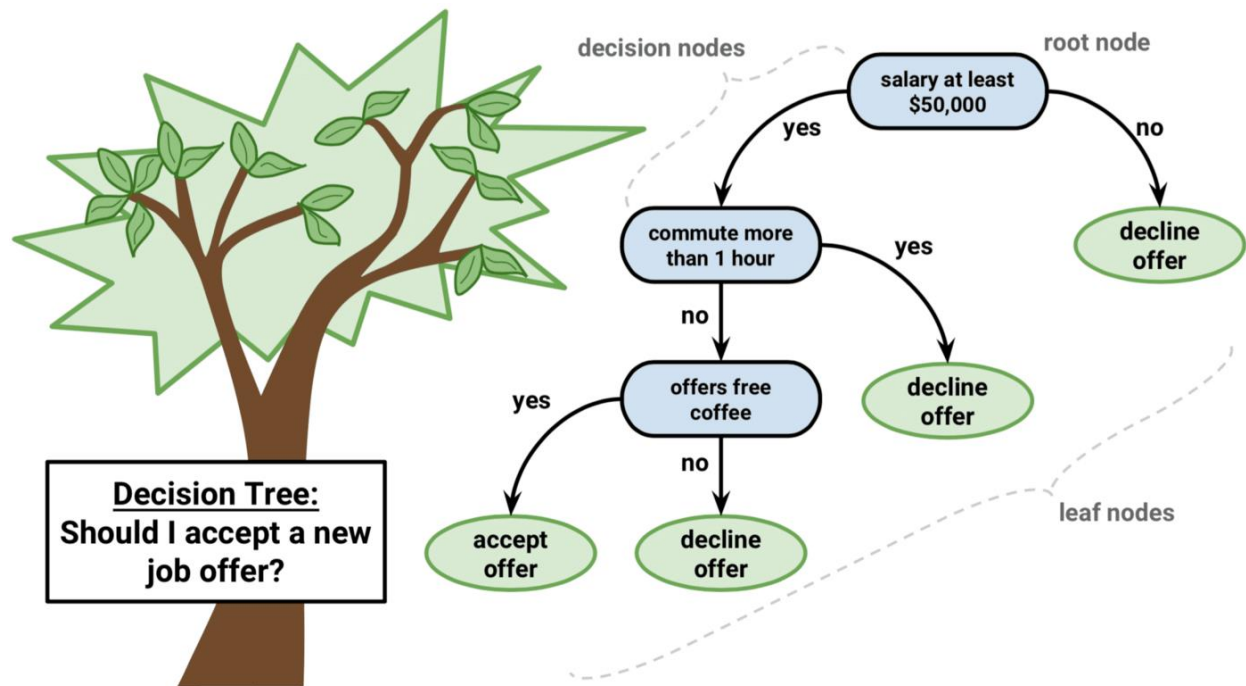 decision nodes
root node
salary at least
$50,000
yes
no
commute more
than 1 hour
yes
decline
offer
no
offers free
coffee
decline
offer
yes
no
Decision Tree:
Should I accept a new
job offer?
accept
offer
decline
offer
leaf nodes